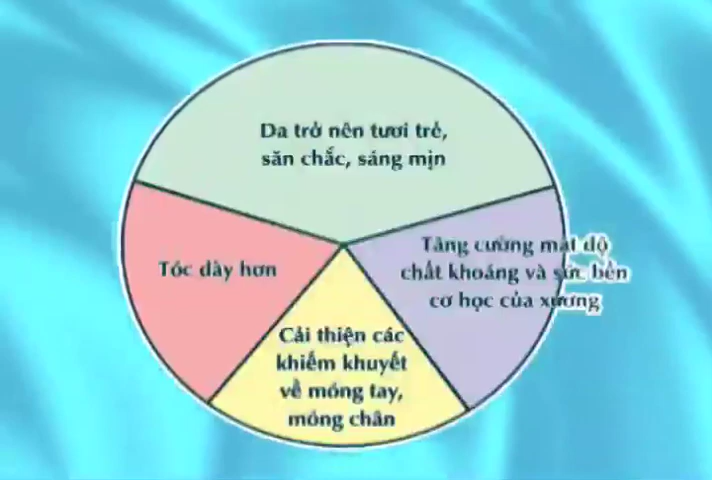 Da trở nên tươi trẻ,
săn chắc, sáng mịn
Tăng cường mật độ
chất khoáng và sức bền
cơ học của xương
Tóc dày hơn
Cải thiện các
khiếm khuyết
về móng tay,
móng chân